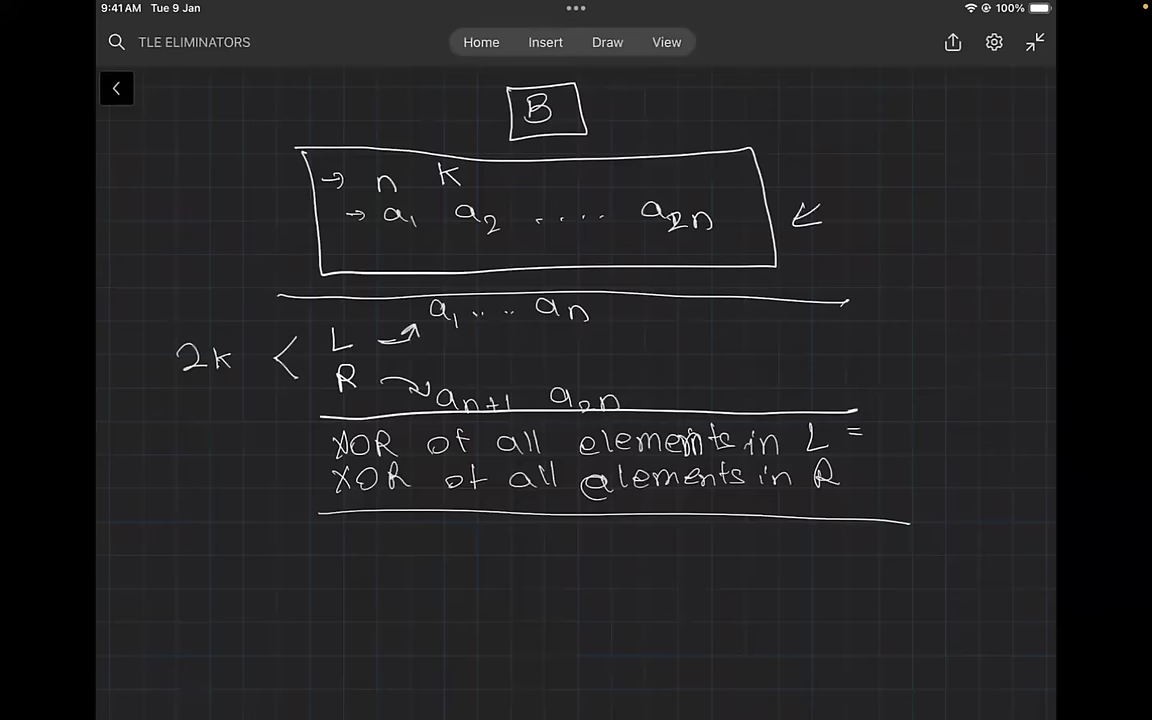 9:41 AM Tue 9 Jan 100%
TLE ELIMINATORS Home Insert Draw View
B
→ n k
→ a1 a2 ..... a2n
a1 .. .. an
L
2k <
R
an+1 a2n
XOR of all elements in L =
XOR of all elements in R